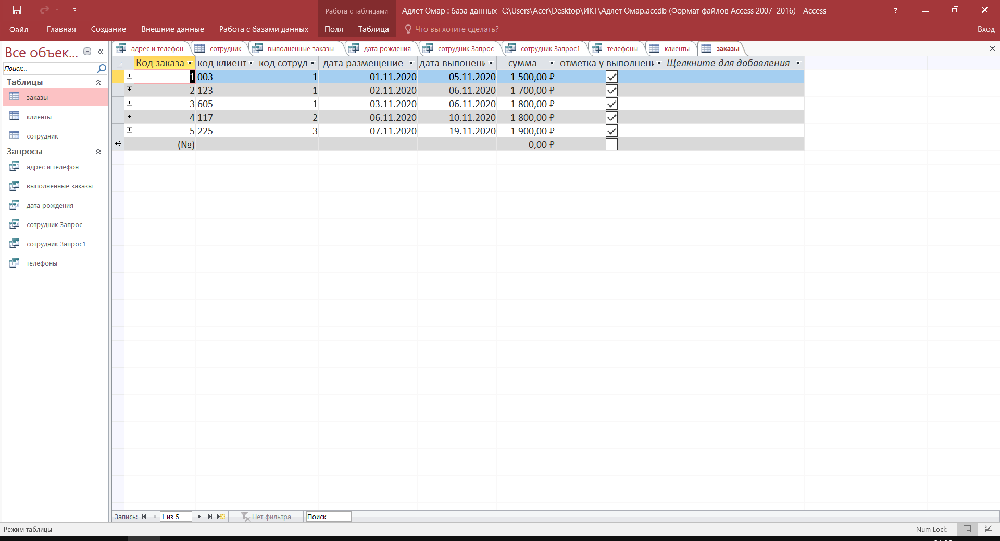 Работа с таблицами
Адлет Омар : база данных- C:\Users\Acer\Desktop\ИКТ\Адлет Омар.accdb (Формат файлов Access 2007–2016) - Access
?
Файл Главная Создание Внешние данные Работа с базами данных Поля Таблица Что вы хотите сделать? Вход
Все объек...
Поиск...
Таблицы
заказы
клиенты
сотрудник
Запросы
адрес и телефон
выполненные заказы
дата рождения
сотрудник Запрос
сотрудник Запрос1
телефоны
адрес и телефон сотрудник выполненные заказы дата рождения сотрудник Запрос сотрудник Запрос1 телефоны клиенты заказы
Код заказа код клиент код сотруд дата размещение дата выпонени сумма отметка у выполнени Щелкните для добавления
1 003 1 01.11.2020 05.11.2020 1 500,00 ₽
2 123 1 02.11.2020 06.11.2020 1 700,00 ₽
3 605 1 03.11.2020 06.11.2020 1 800,00 ₽
4 117 2 06.11.2020 10.11.2020 1 800,00 ₽
5 225 3 07.11.2020 19.11.2020 1 900,00 ₽
(№) 0,00 ₽
Запись: 1 из 5 Нет фильтра Поиск
Режим таблицы Num Lock